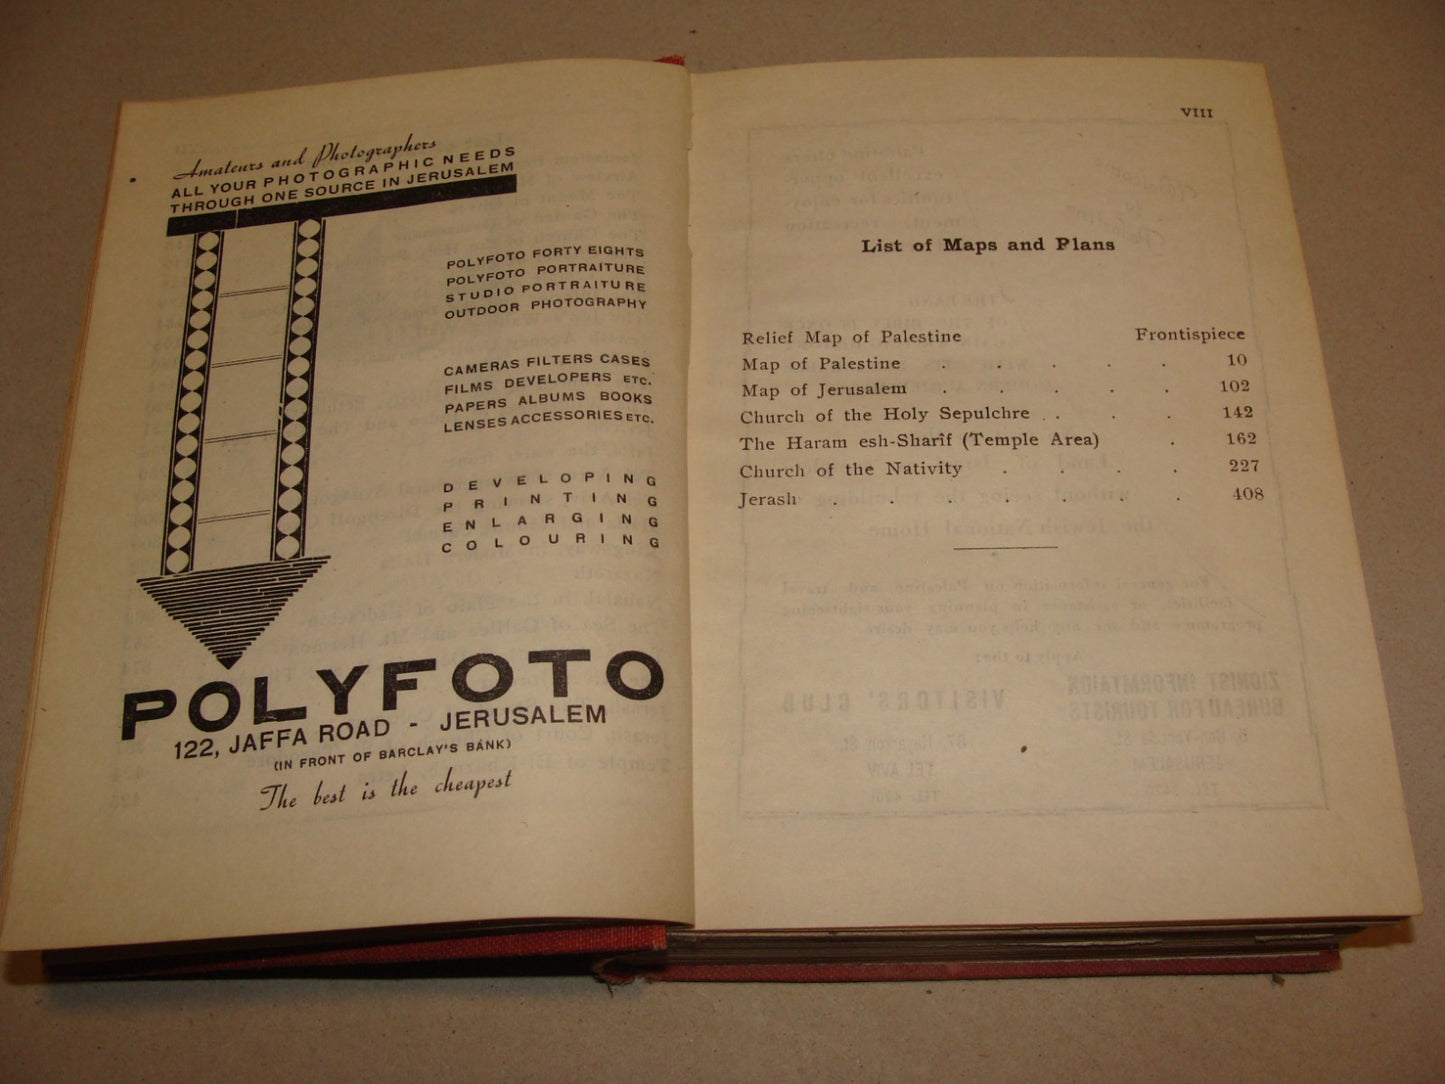 Amateurs and Photographers
ALL YOUR PHOTOGRAPHIC NEEDS
THROUGH ONE SOURCE IN JERUSALEM
POLYFOTO FORTY EIGHTS
POLYFOTO PORTRAITURE
STUDIO PORTRAITURE
OUTDOOR PHOTOGRAPHY
CAMERAS FILTERS CASES
FILMS DEVELOPERS ETC.
PAPERS ALBUMS BOOKS
LENSES ACCESSORIES ETC.
DEVELOPING
PRINTING
ENLARGING
COLOURING
POLYFOTO
122, JAFFA ROAD - JERUSALEM
(IN FRONT OF BARCLAY'S BANK)
The best is the cheapest
VIII
List of Maps and Plans
Relief Map of Palestine Frontispiece
Map of Palestine . . . . . 10
Map of Jerusalem . . . . . 102
Church of the Holy Sepulchre . . . . 142
The Haram esh-Sharîf (Temple Area) . 162
Church of the Nativity . . . . 227
Jerash . . . . . . . 408